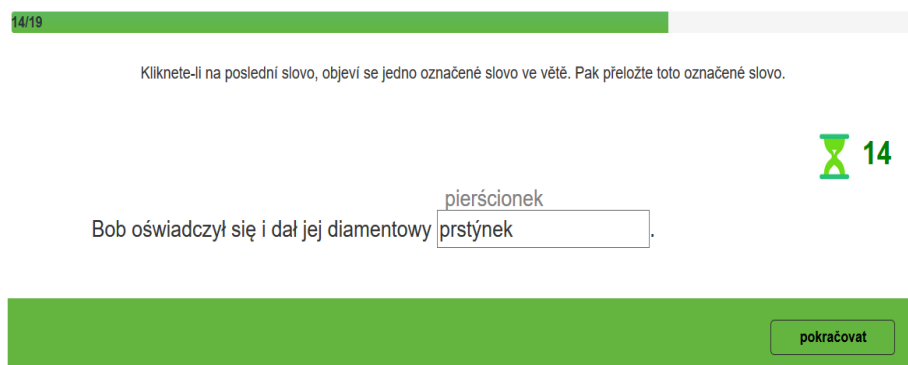 14/19
Kliknete-li na poslední slovo, objeví se jedno označené slovo ve větě. Pak přeložte toto označené slovo.
14
pierścionek
Bob oświadczył się i dał jej diamentowy prstýnek.
pokračovat